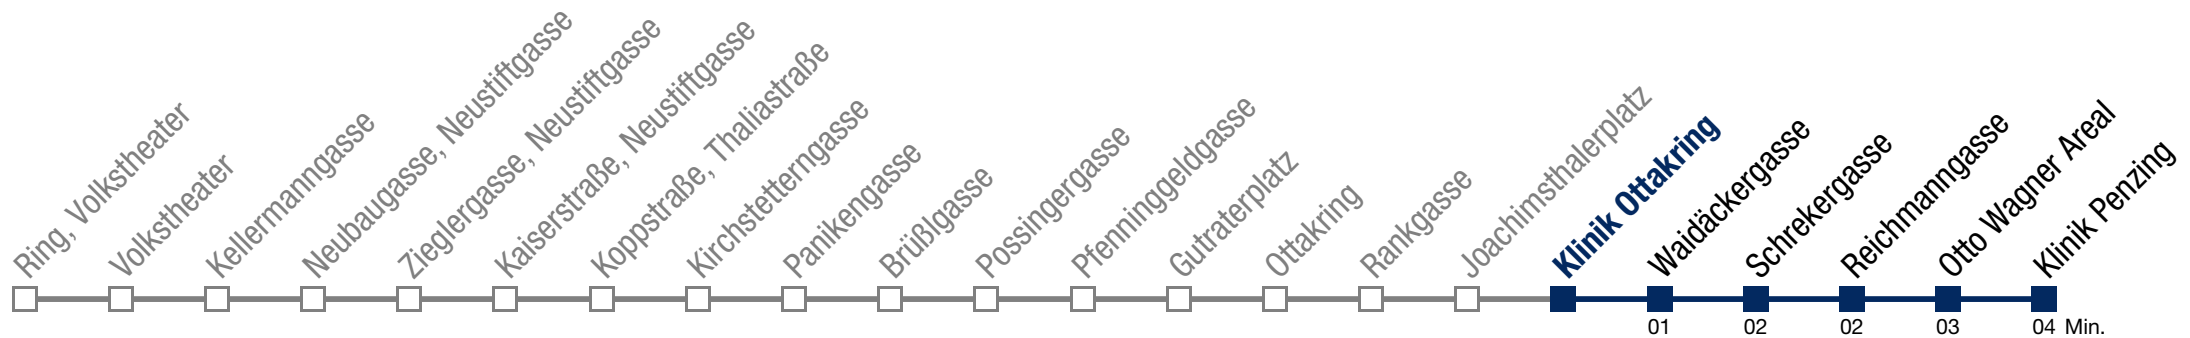 Ring, Volkstheater
Volkstheater
Kellermanngasse
Neubaugasse, Neustiftgasse
Zieglergasse, Neustiftgasse
Kaiserstraße, Neustiftgasse
Koppstraße, Thaliastraße
Kirchstetterngasse
Panikengasse
Brüßlgasse
Possingergasse
Pfenninggeldgasse
Gutraterplatz
Ottakring
Rankgasse
Joachimsthalerplatz
Klinik Ottakring
Waidäckergasse
Schrekergasse
Reichmanngasse
Otto Wagner Areal
Klinik Penzing
01 02 02 03 04 Min.